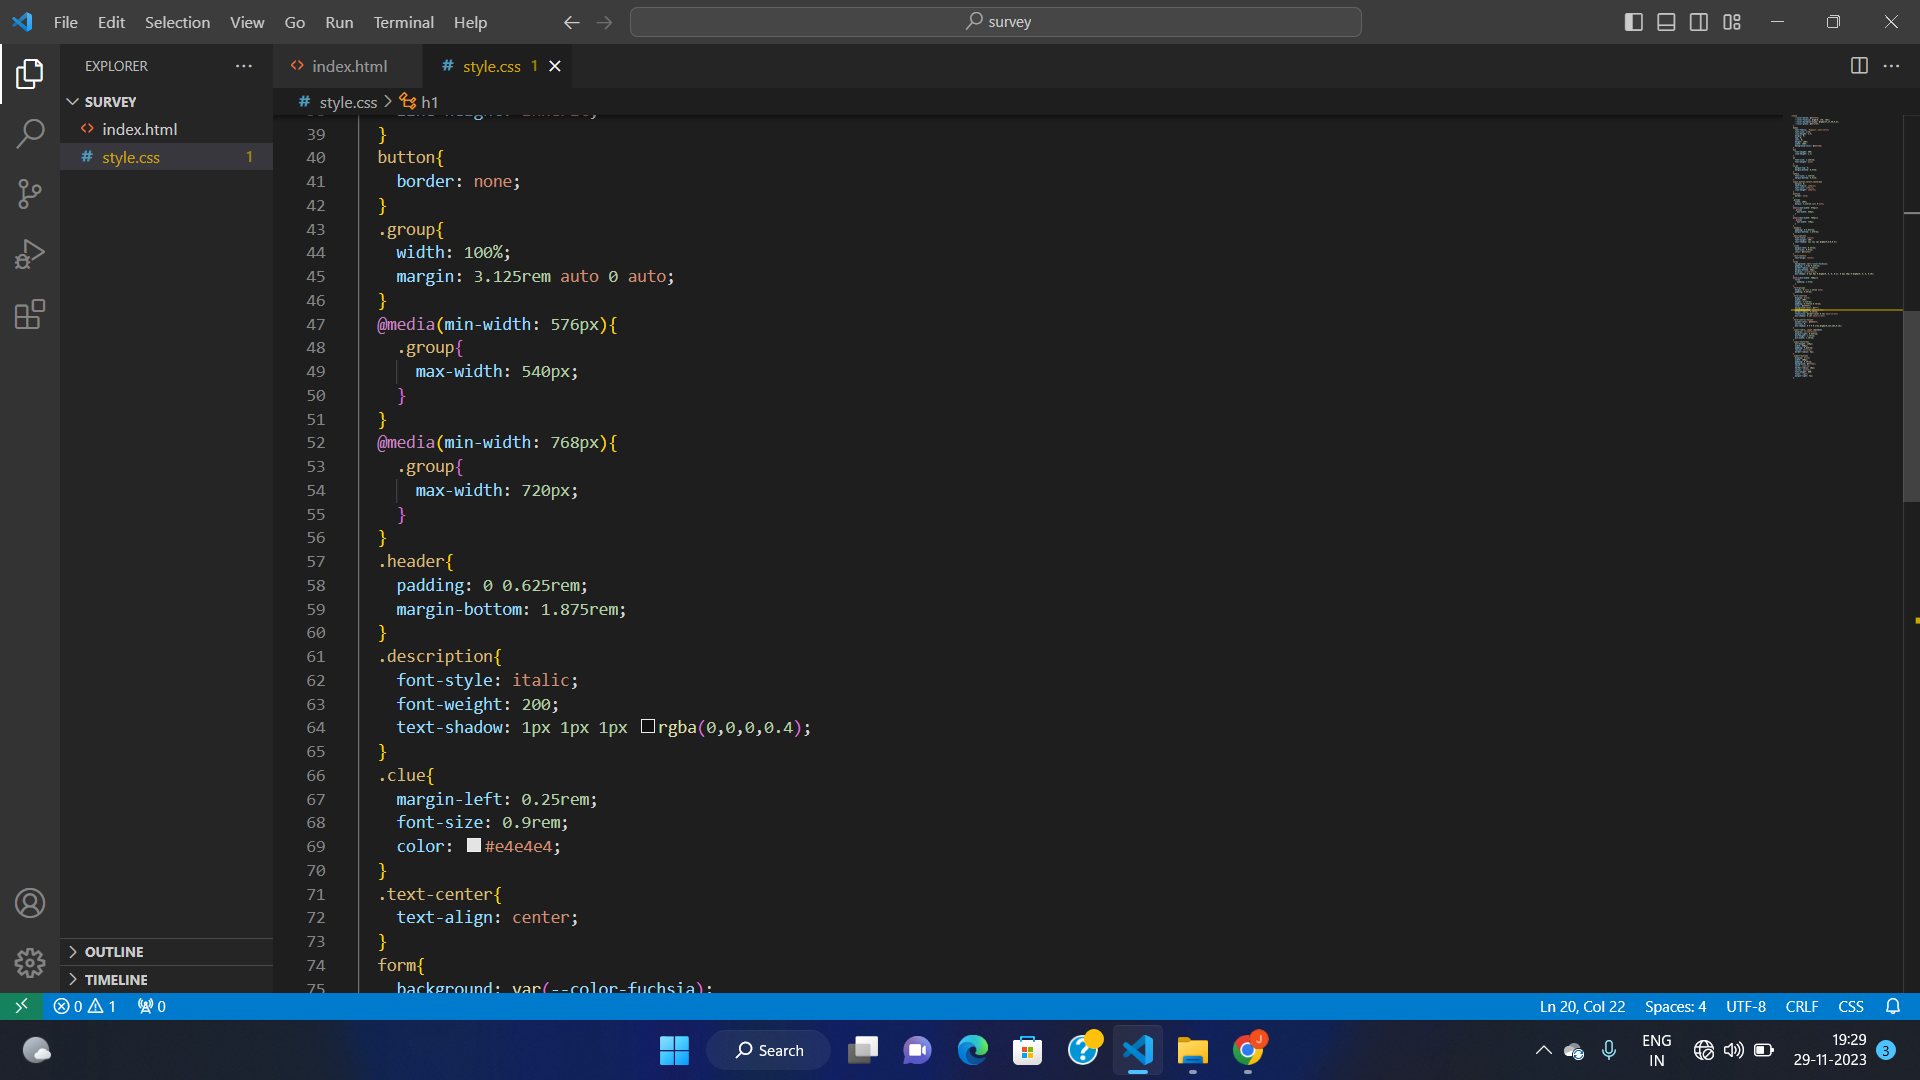 File Edit Selection View Go Run Terminal Help
survey
EXPLORER
index.html
style.css 1
SURVEY
index.html
style.css 1
style.css > h1
39 }
40 button{
41 border: none;
42 }
43 .group{
44 width: 100%;
45 margin: 3.125rem auto 0 auto;
46 }
47 @media(min-width: 576px){
48 .group{
49 max-width: 540px;
50 }
51 }
52 @media(min-width: 768px){
53 .group{
54 max-width: 720px;
55 }
56 }
57 .header{
58 padding: 0 0.625rem;
59 margin-bottom: 1.875rem;
60 }
61 .description{
62 font-style: italic;
63 font-weight: 200;
64 text-shadow: 1px 1px 1px rgba(0,0,0,0.4);
65 }
66 .clue{
67 margin-left: 0.25rem;
68 font-size: 0.9rem;
69 color: #e4e4e4;
70 }
71 .text-center{
72 text-align: center;
73 }
74 form{
75 background: var(--color-fuchsia);
OUTLINE
TIMELINE
0 1 0
Ln 20, Col 22 Spaces: 4 UTF-8 CRLF CSS
Search
ENG
IN
19:29
29-11-2023
3
J